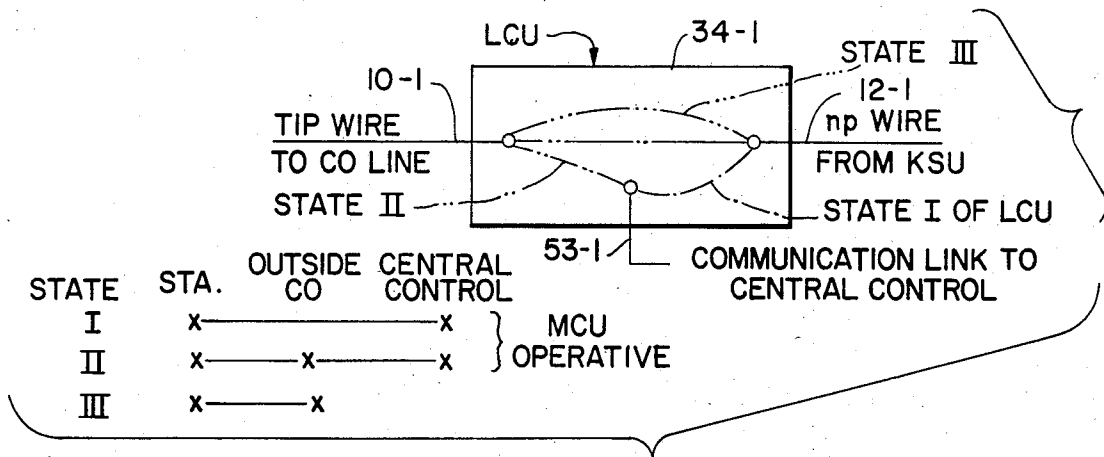 LCU
34-1
STATE III
10-1
12-1
TIP WIRE
TO CO LINE
np WIRE
FROM KSU
STATE II
STATE I OF LCU
53-1
COMMUNICATION LINK TO
CENTRAL CONTROL
STATE STA. OUTSIDE CO CENTRAL CONTROL
I X X
II X X X
III X X
MCU
OPERATIVE